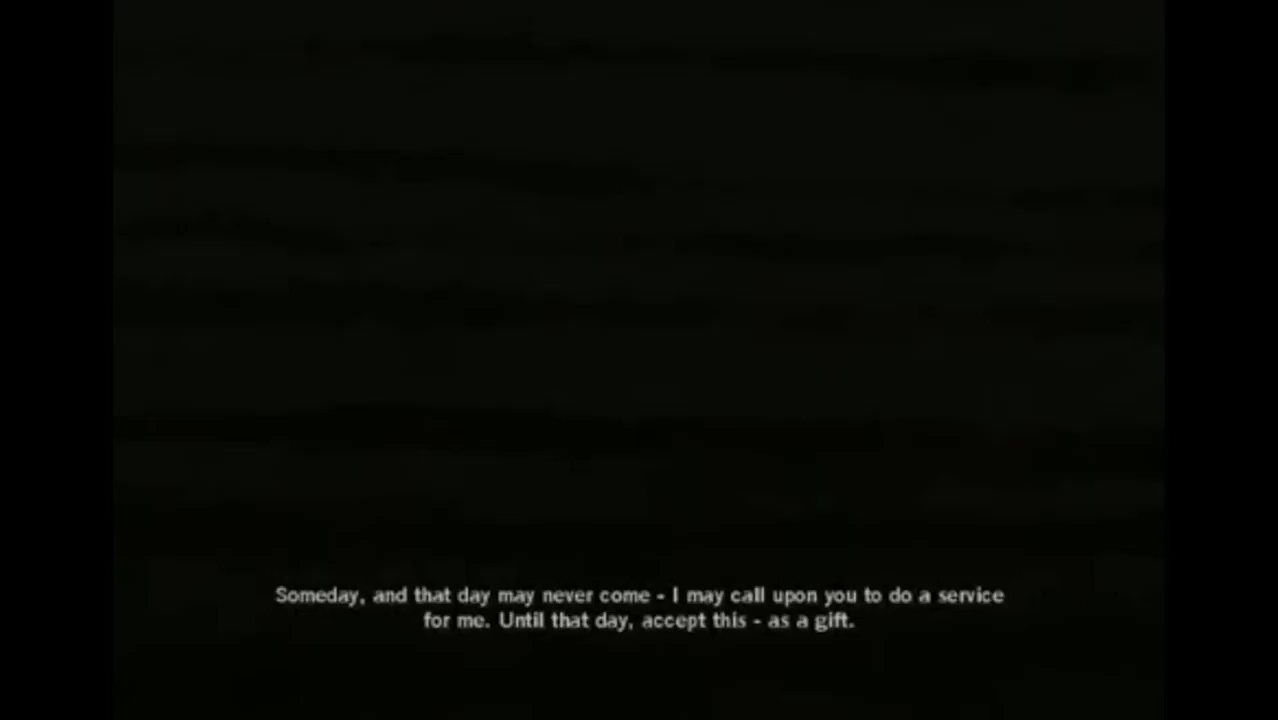 Someday, and that day may never come - I may call upon you to do a service
for me. Until that day, accept this - as a gift.